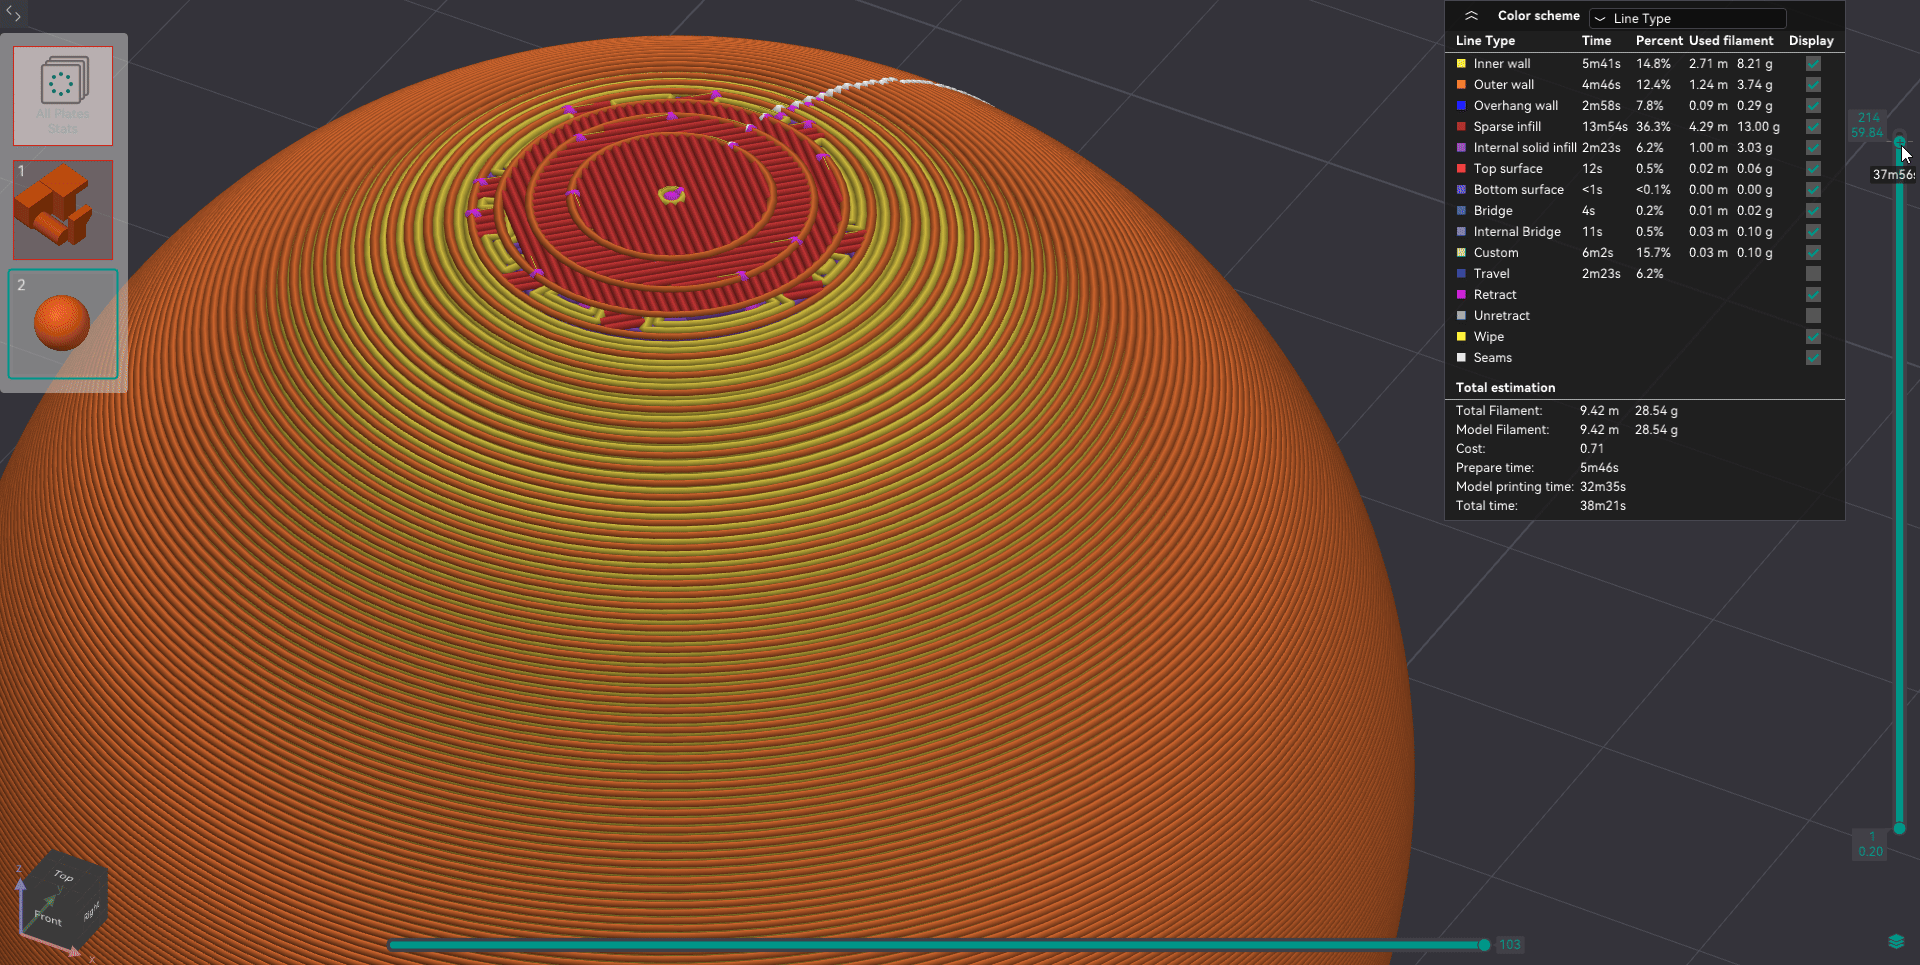 Color scheme Line Type
Line Type Time Percent Used filament Display
Inner wall 5m41s 14.8% 2.71 m 8.21 g
Outer wall 4m46s 12.4% 1.24 m 3.74 g
Overhang wall 2m58s 7.8% 0.09 m 0.29 g
Sparse infill 13m54s 36.3% 4.29 m 13.00 g
Internal solid infill 2m23s 6.2% 1.00 m 3.03 g
Top surface 12s 0.5% 0.02 m 0.06 g
Bottom surface <1s <0.1% 0.00 m 0.00 g
Bridge 4s 0.2% 0.01 m 0.02 g
Internal Bridge 11s 0.5% 0.03 m 0.10 g
Custom 6m2s 15.7% 0.03 m 0.10 g
Travel 2m23s 6.2%
Retract
Unretract
Wipe
Seams
Total estimation
Total Filament: 9.42 m 28.54 g
Model Filament: 9.42 m 28.54 g
Cost: 0.71
Prepare time: 5m46s
Model printing time: 32m35s
Total time: 38m21s
All Plates
Stats
1
2
214
59.84
37m56s
1
0.20
103
Top
Front
Right
z
y
x